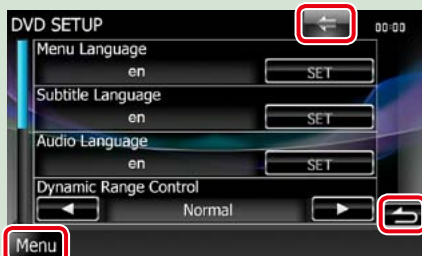 DVD SETUP
00:00
Menu Language
en SET
Subtitle Language
en SET
Audio Language
en SET
Dynamic Range Control
Normal
Menu